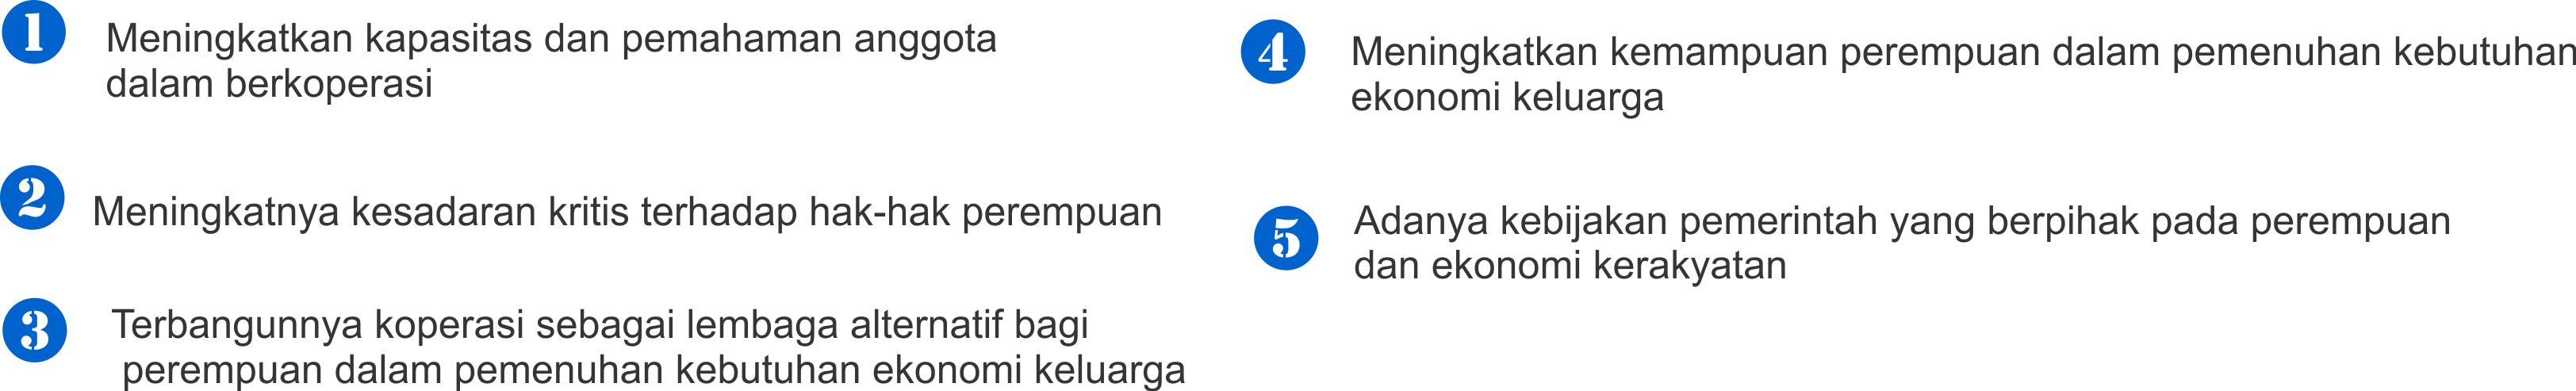 1
Meningkatkan kapasitas dan pemahaman anggota
dalam berkoperasi
2
Meningkatnya kesadaran kritis terhadap hak-hak perempuan
3
Terbangunnya koperasi sebagai lembaga alternatif bagi
perempuan dalam pemenuhan kebutuhan ekonomi keluarga
4
Meningkatkan kemampuan perempuan dalam pemenuhan kebutuhan
ekonomi keluarga
5
Adanya kebijakan pemerintah yang berpihak pada perempuan
dan ekonomi kerakyatan